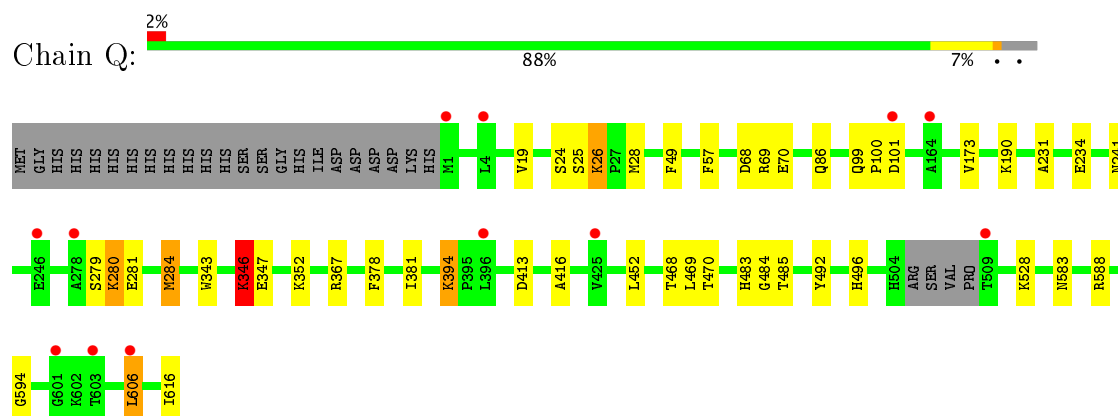 2%
Chain Q:
88% 7% • •
MET GLY HIS HIS HIS HIS HIS HIS HIS HIS HIS HIS SER SER GLY HIS ILE ASP ASP ASP ASP LYS HIS M1 L4 V19 S24 S25 K26 P27 M28 F49 F57 D68 R69 E70 Q86 Q99 P100 D101 A164 V173 K190 A231 E234 N241
E246 A278 S279 K280 E281 M284 W343 K346 E347 K352 R367 F378 I381 K394 P395 L396 D413 A416 V425 L452 T468 L469 T470 H483 G484 T485 Y492 H496 H504 ARG SER VAL PRO T509 K528 N583 R588
G594 G601 K602 T603 L606 I616